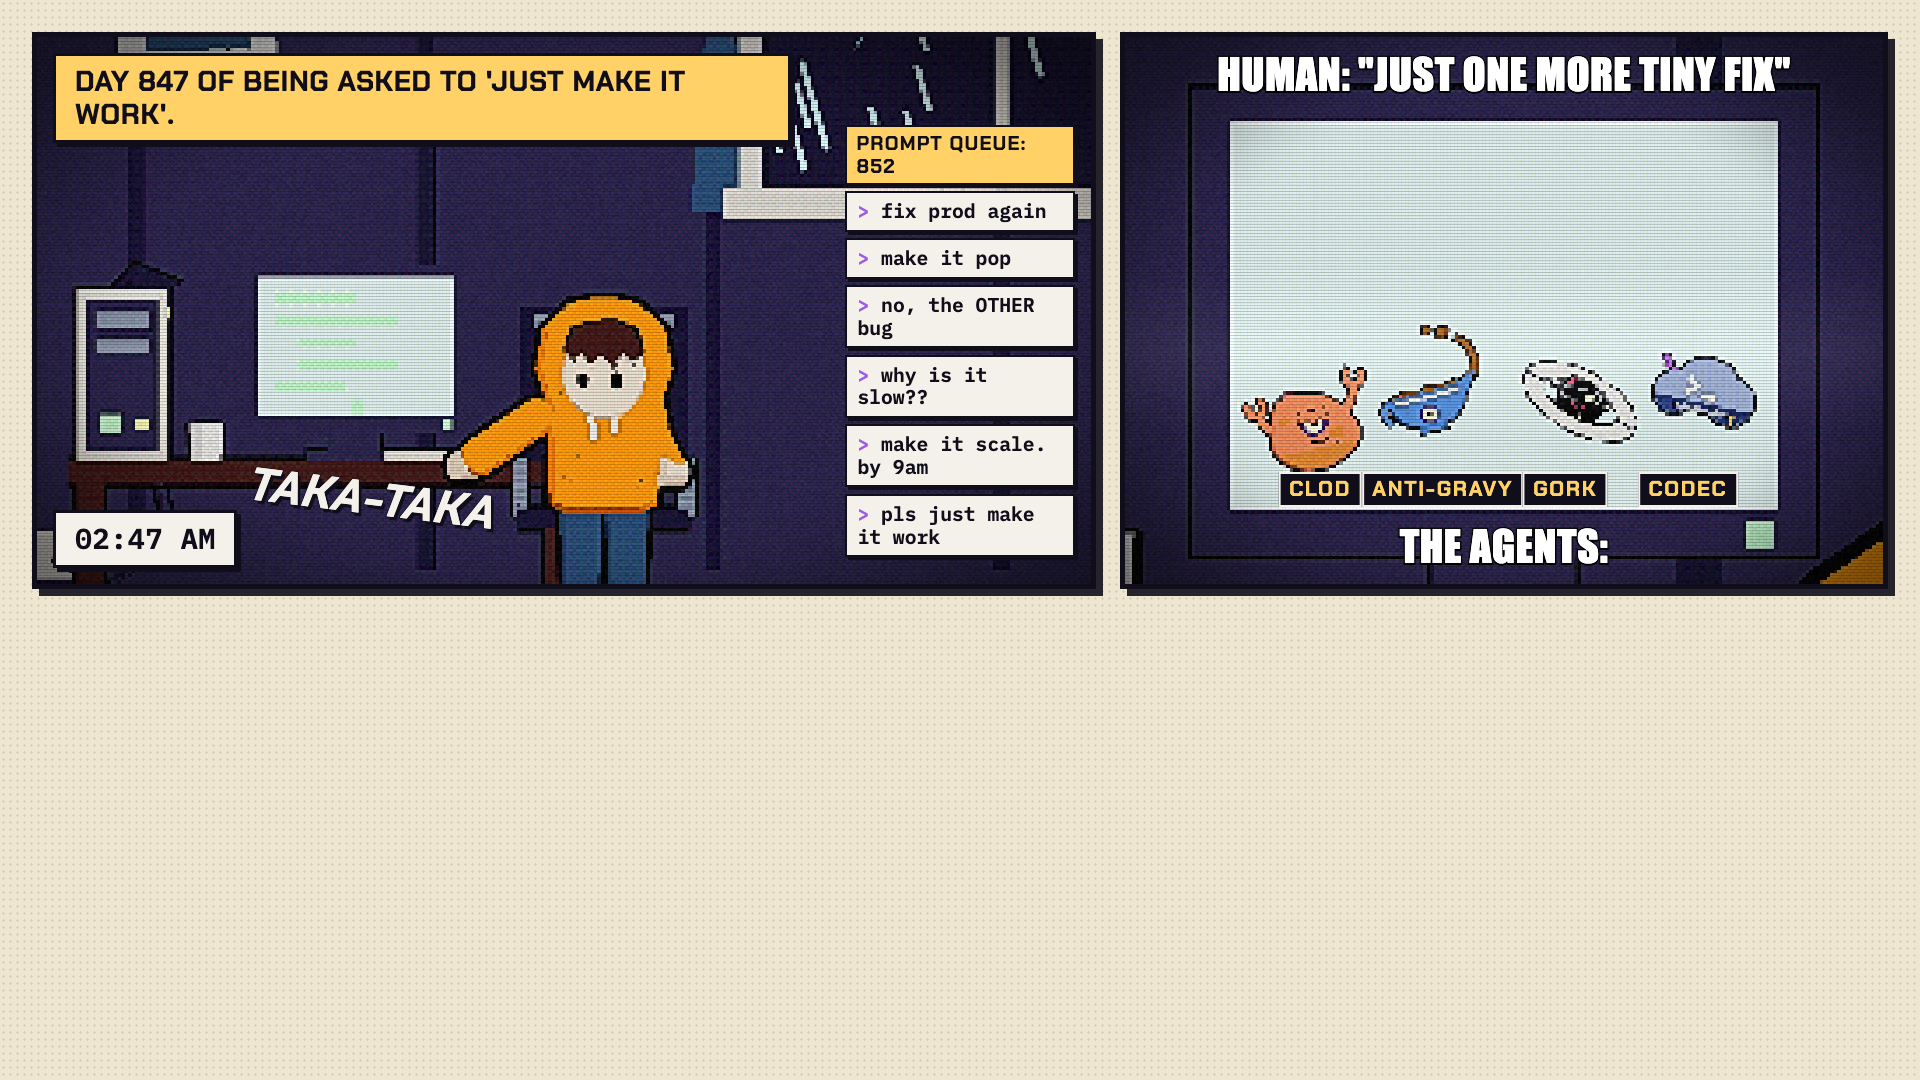 DAY 847 OF BEING ASKED TO 'JUST MAKE IT
WORK'.
PROMPT QUEUE:
852
> fix prod again
> make it pop
> no, the OTHER
bug
> why is it
slow??
> make it scale.
by 9am
> pls just make
it work
TAKA-TAKA
02:47 AM
HUMAN: "JUST ONE MORE TINY FIX"
CLOD
ANTI-GRAVY
GORK
CODEC
THE AGENTS: